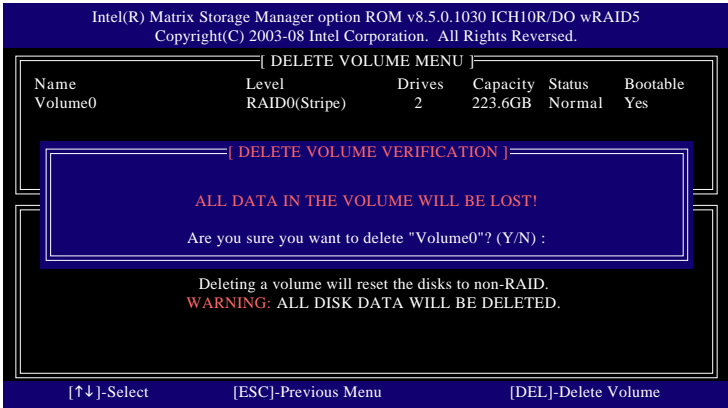 Intel(R) Matrix Storage Manager option ROM v8.5.0.1030 ICH10R/DO wRAID5
Copyright(C) 2003-08 Intel Corporation. All Rights Reversed.
[ DELETE VOLUME MENU ]
Name Level Drives Capacity Status Bootable
Volume0 RAID0(Stripe) 2 223.6GB Normal Yes
[ DELETE VOLUME VERIFICATION ]
ALL DATA IN THE VOLUME WILL BE LOST!
Are you sure you want to delete "Volume0"? (Y/N) :
Deleting a volume will reset the disks to non-RAID.
WARNING: ALL DISK DATA WILL BE DELETED.
[↑↓]-Select [ESC]-Previous Menu [DEL]-Delete Volume